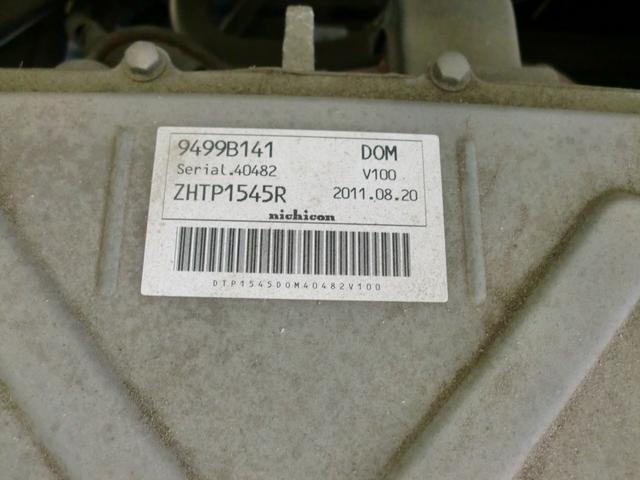 9499B141 DOM
Serial.40482 V100
ZHTP1545R 2011.08.20
nichicon
DTP1545DOM40482V100